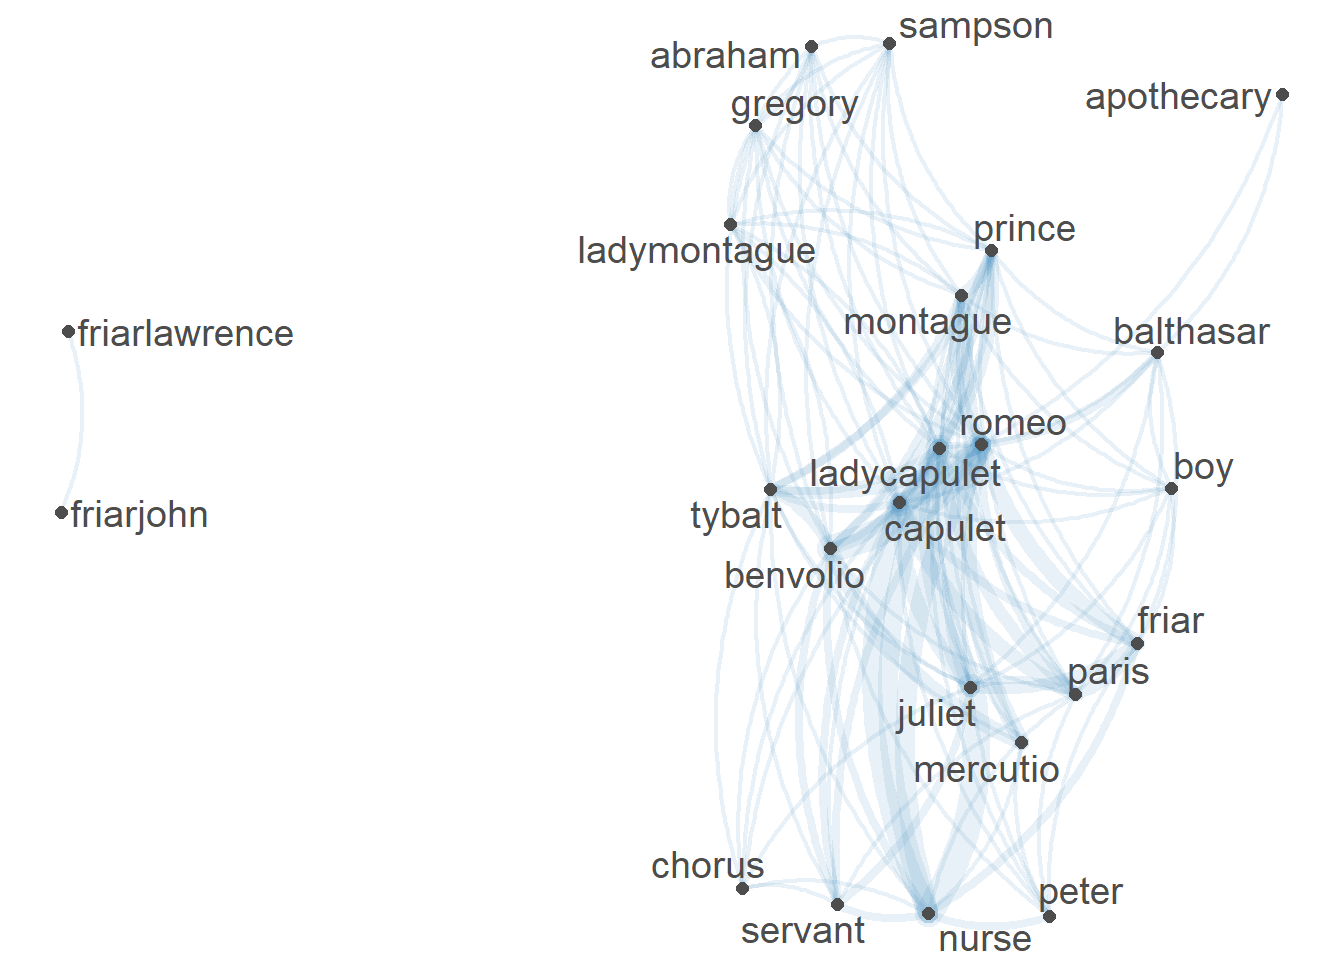 sampson
abraham
apothecary
gregory
prince
ladymontague
montague
balthasar
friarlawrence
romeo
boy
ladycapulet
friarjohn
tybalt
capulet
benvolio
friar
paris
juliet
mercutio
chorus
peter
servant
nurse